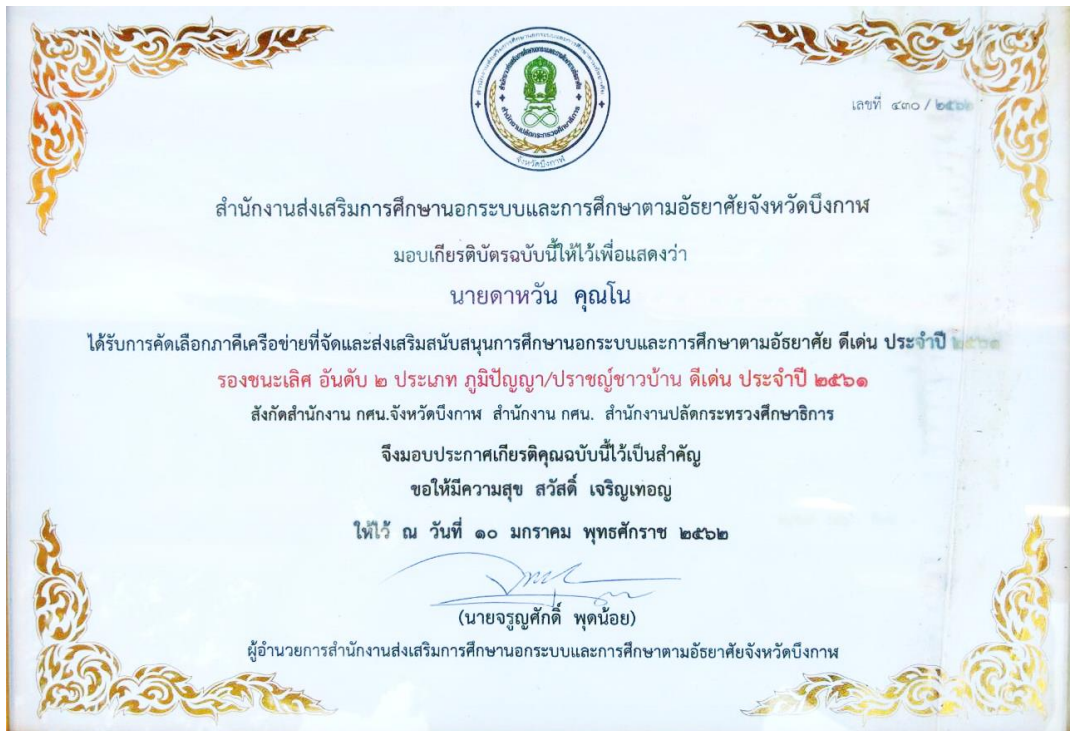 เลขที่ ๔๓๐ / ๒๕๖๒
สำนักงานส่งเสริมการศึกษานอกระบบและการศึกษาตามอัธยาศัยจังหวัดบึงกาฬ
มอบเกียรติบัตรฉบับนี้ให้ไว้เพื่อแสดงว่า
นายดาหวัน คุณโน
ได้รับการคัดเลือกภาคีเครือข่ายที่จัดและส่งเสริมสนับสนุนการศึกษานอกระบบและการศึกษาตามอัธยาศัย ดีเด่น ประจำปี ๒๕๖๑
รองชนะเลิศ อันดับ ๒ ประเภท ภูมิปัญญา/ปราชญ์ชาวบ้าน ดีเด่น ประจำปี ๒๕๖๑
สังกัดสำนักงาน กศน.จังหวัดบึงกาฬ สำนักงาน กศน. สำนักงานปลัดกระทรวงศึกษาธิการ
จึงมอบประกาศเกียรติคุณฉบับนี้ไว้เป็นสำคัญ
ขอให้มีความสุข สวัสดิ์ เจริญเทอญ
ให้ไว้ ณ วันที่ ๑๐ มกราคม พุทธศักราช ๒๕๖๒
(นายจรูญศักดิ์ พุดน้อย)
ผู้อำนวยการสำนักงานส่งเสริมการศึกษานอกระบบและการศึกษาตามอัธยาศัยจังหวัดบึงกาฬ